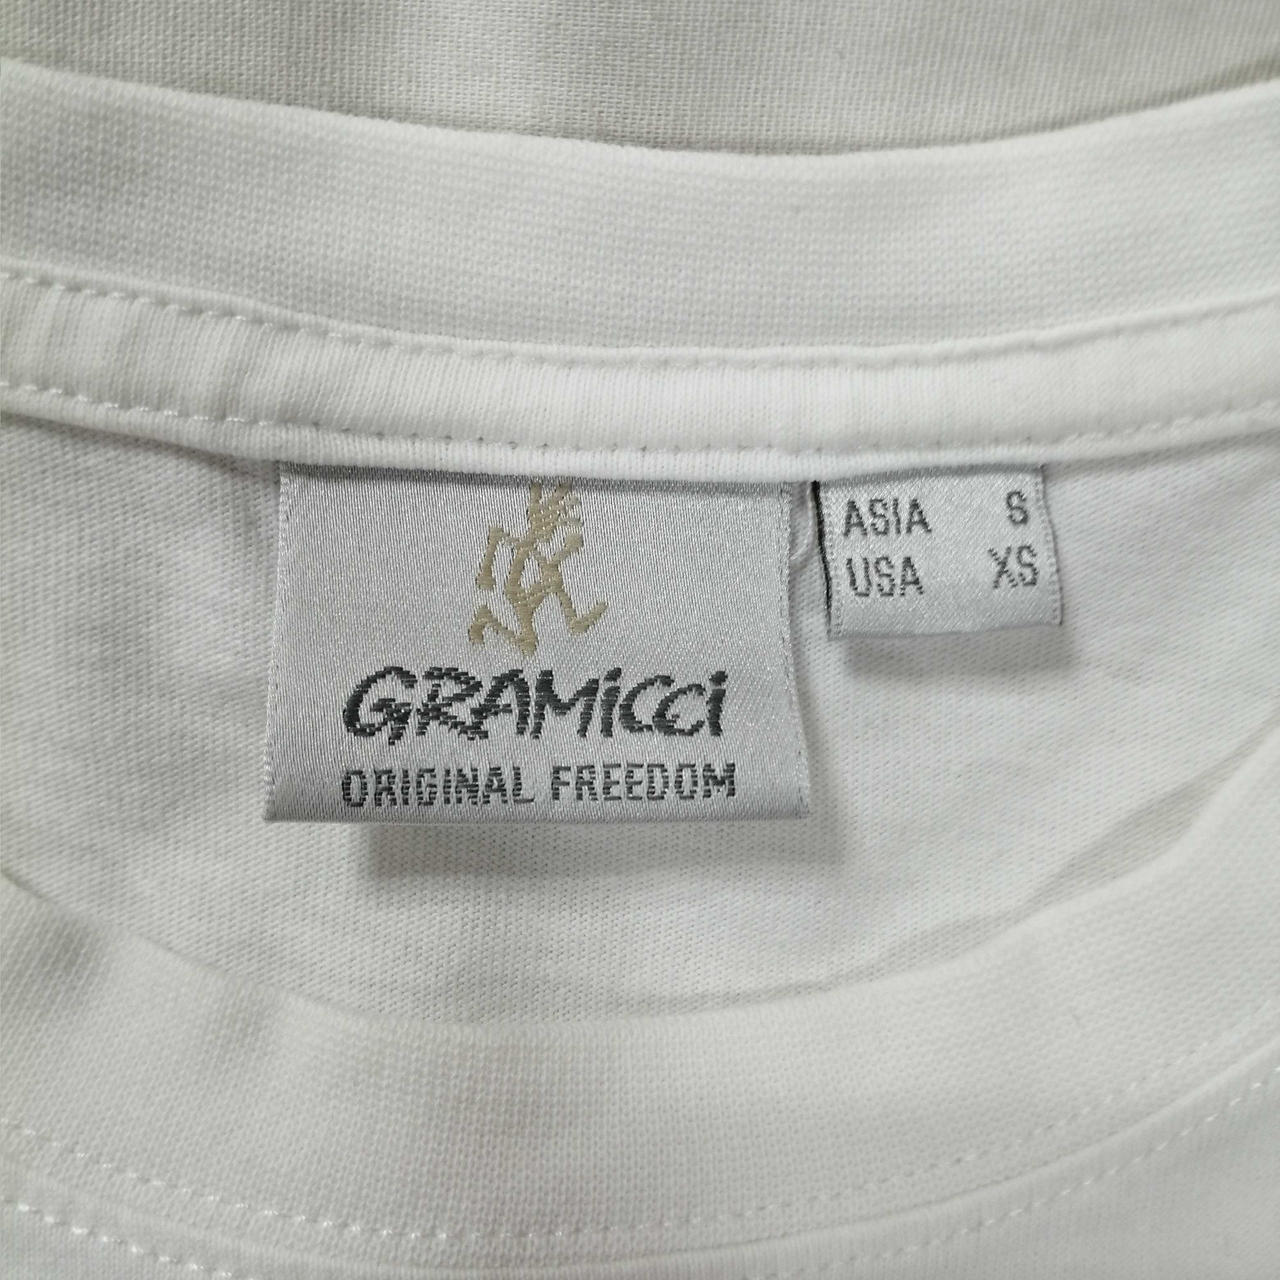 GRAMiCCi
ORIGINAL FREEDOM
ASIA S
USA XS